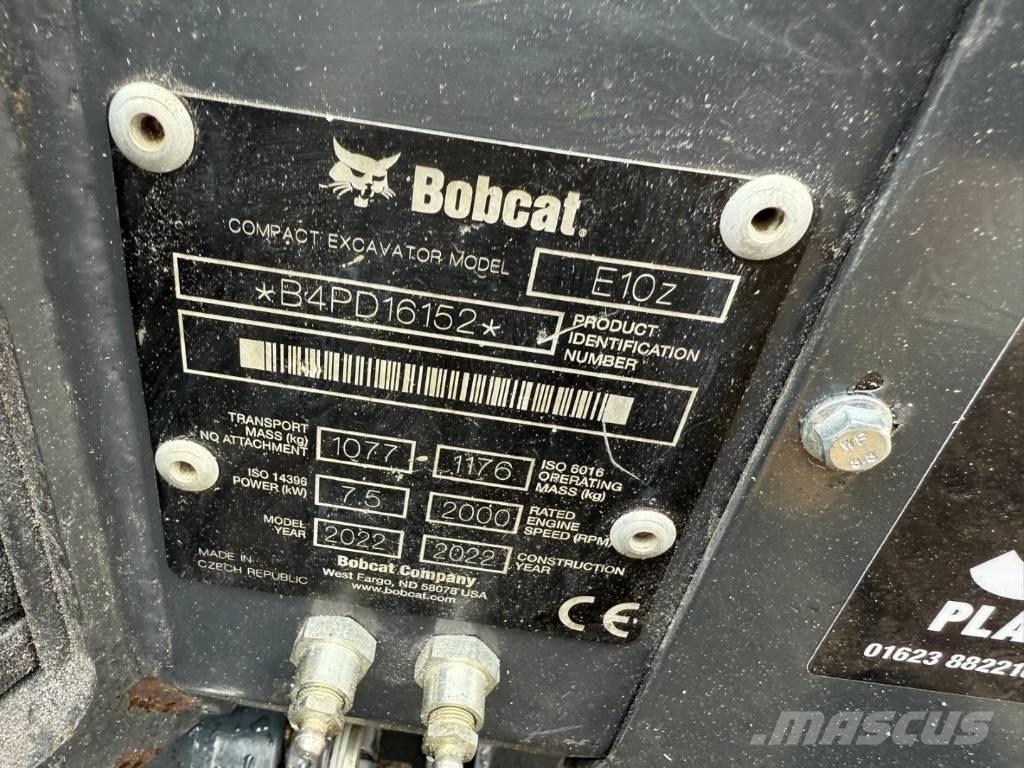 Bobcat®
COMPACT EXCAVATOR MODEL
E10z
*B4PD16152*
PRODUCT
IDENTIFICATION
NUMBER
TRANSPORT
MASS (kg)
NO ATTACHMENT
1077
1176
ISO 6016
OPERATING
MASS (kg)
ISO 14396
POWER (kW)
7.5
2000
RATED
ENGINE
SPEED (RPM)
MODEL
YEAR
2022
2022
CONSTRUCTION
YEAR
MADE IN:
CZECH REPUBLIC
Bobcat Company
West Fargo, ND 58078 USA
www.bobcat.com
CE
WF
8.8
PLA
01623 88221
mascus